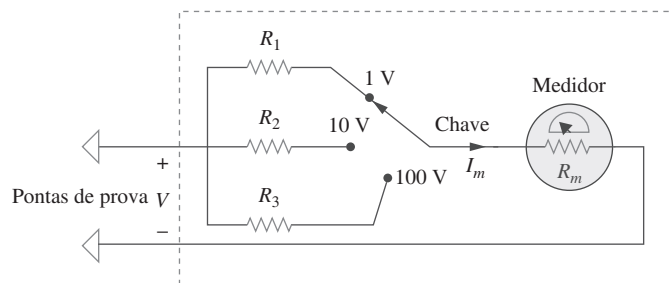 R₁
1 V
Medidor
R₂
10 V
Chave
+
Iₘ
Rₘ
Pontas de prova V
100 V
R₃
−